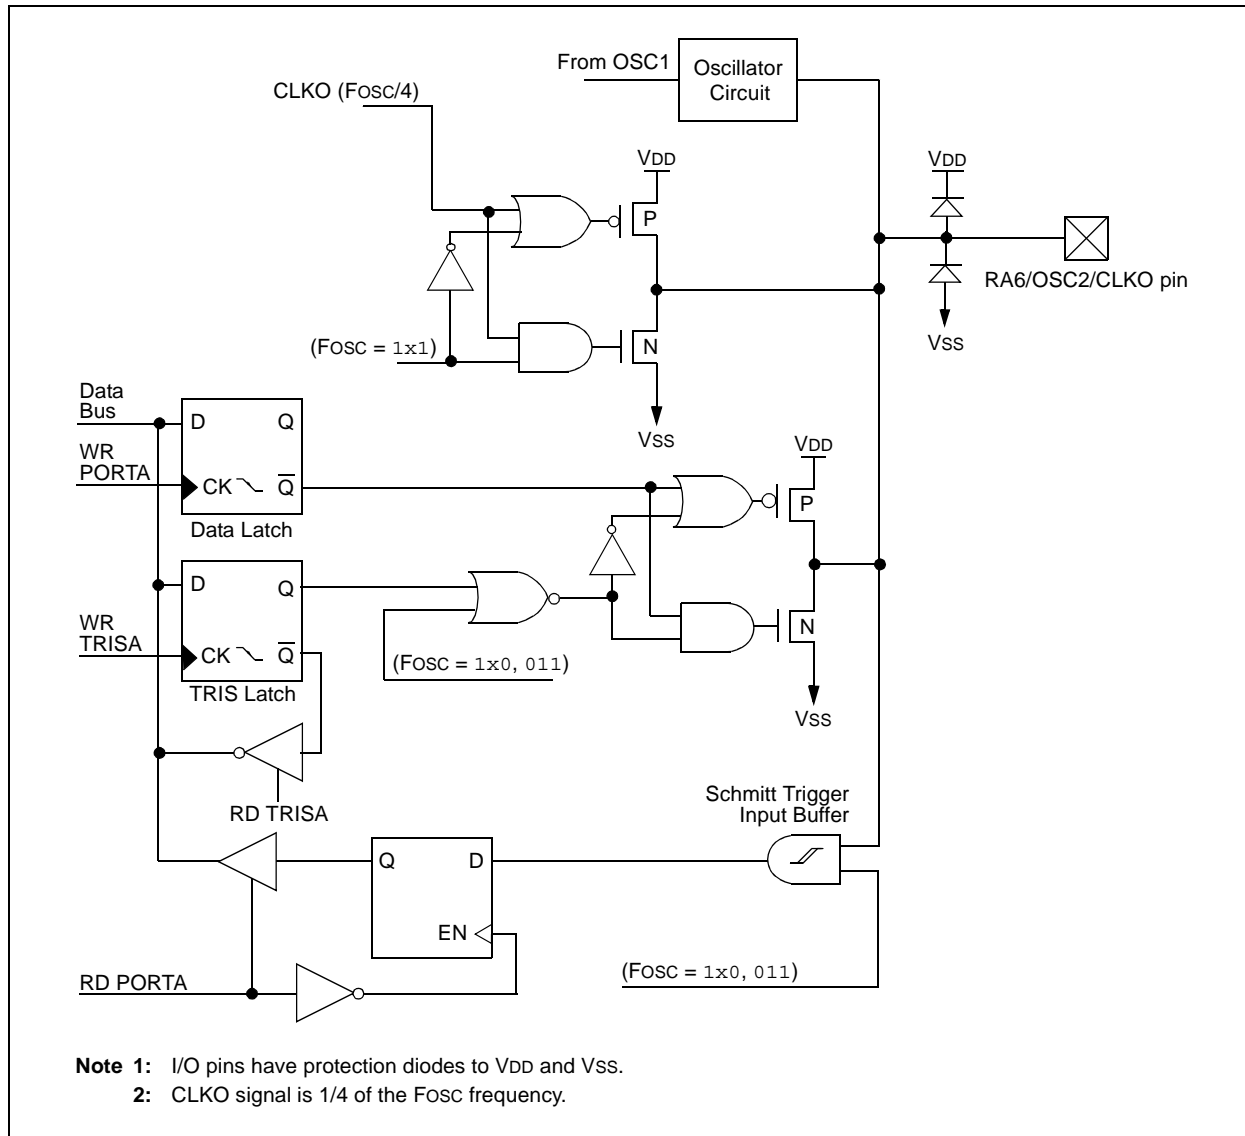 From OSC1
Oscillator
Circuit
CLKO (FOSC/4)
VDD
P
VDD
RA6/OSC2/CLKO pin
VSS
(FOSC = 1x1)
N
VSS
Data
Bus
D Q
WR
PORTA
CK Q
Data Latch
VDD
P
D Q
WR
TRISA
CK Q
TRIS Latch
(FOSC = 1x0, 011)
N
VSS
RD TRISA
Schmitt Trigger
Input Buffer
Q D
EN
RD PORTA
(FOSC = 1x0, 011)
Note 1: I/O pins have protection diodes to VDD and VSS.
2: CLKO signal is 1/4 of the FOSC frequency.